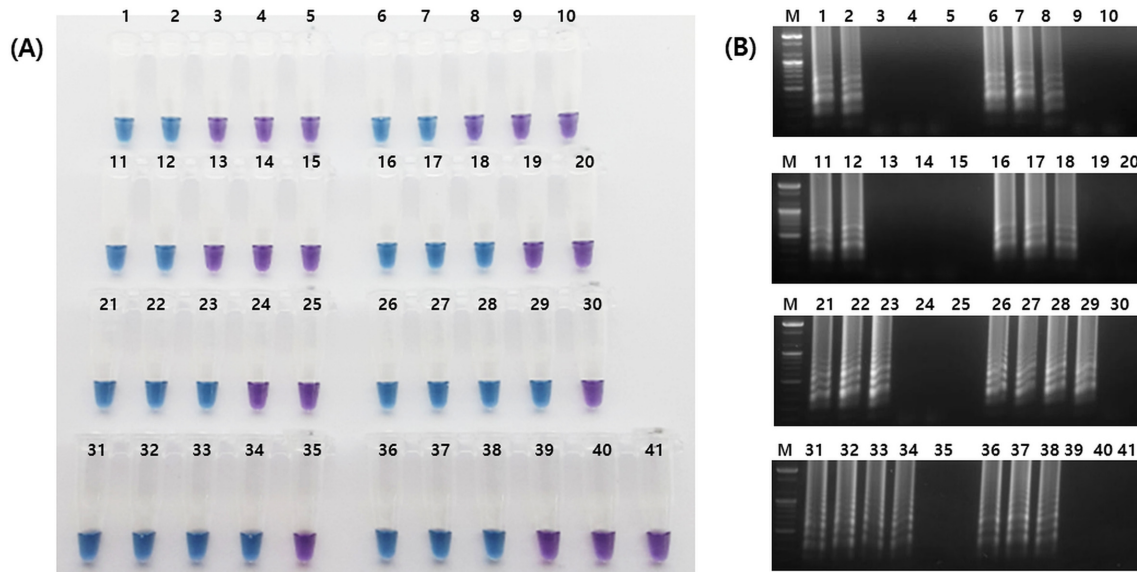 (A)
1 2 3 4 5 6 7 8 9 10
11 12 13 14 15 16 17 18 19 20
21 22 23 24 25 26 27 28 29 30
31 32 33 34 35 36 37 38 39 40 41
(B)
M 1 2 3 4 5 6 7 8 9 10
M 11 12 13 14 15 16 17 18 19 20
M 21 22 23 24 25 26 27 28 29 30
M 31 32 33 34 35 36 37 38 39 40 41